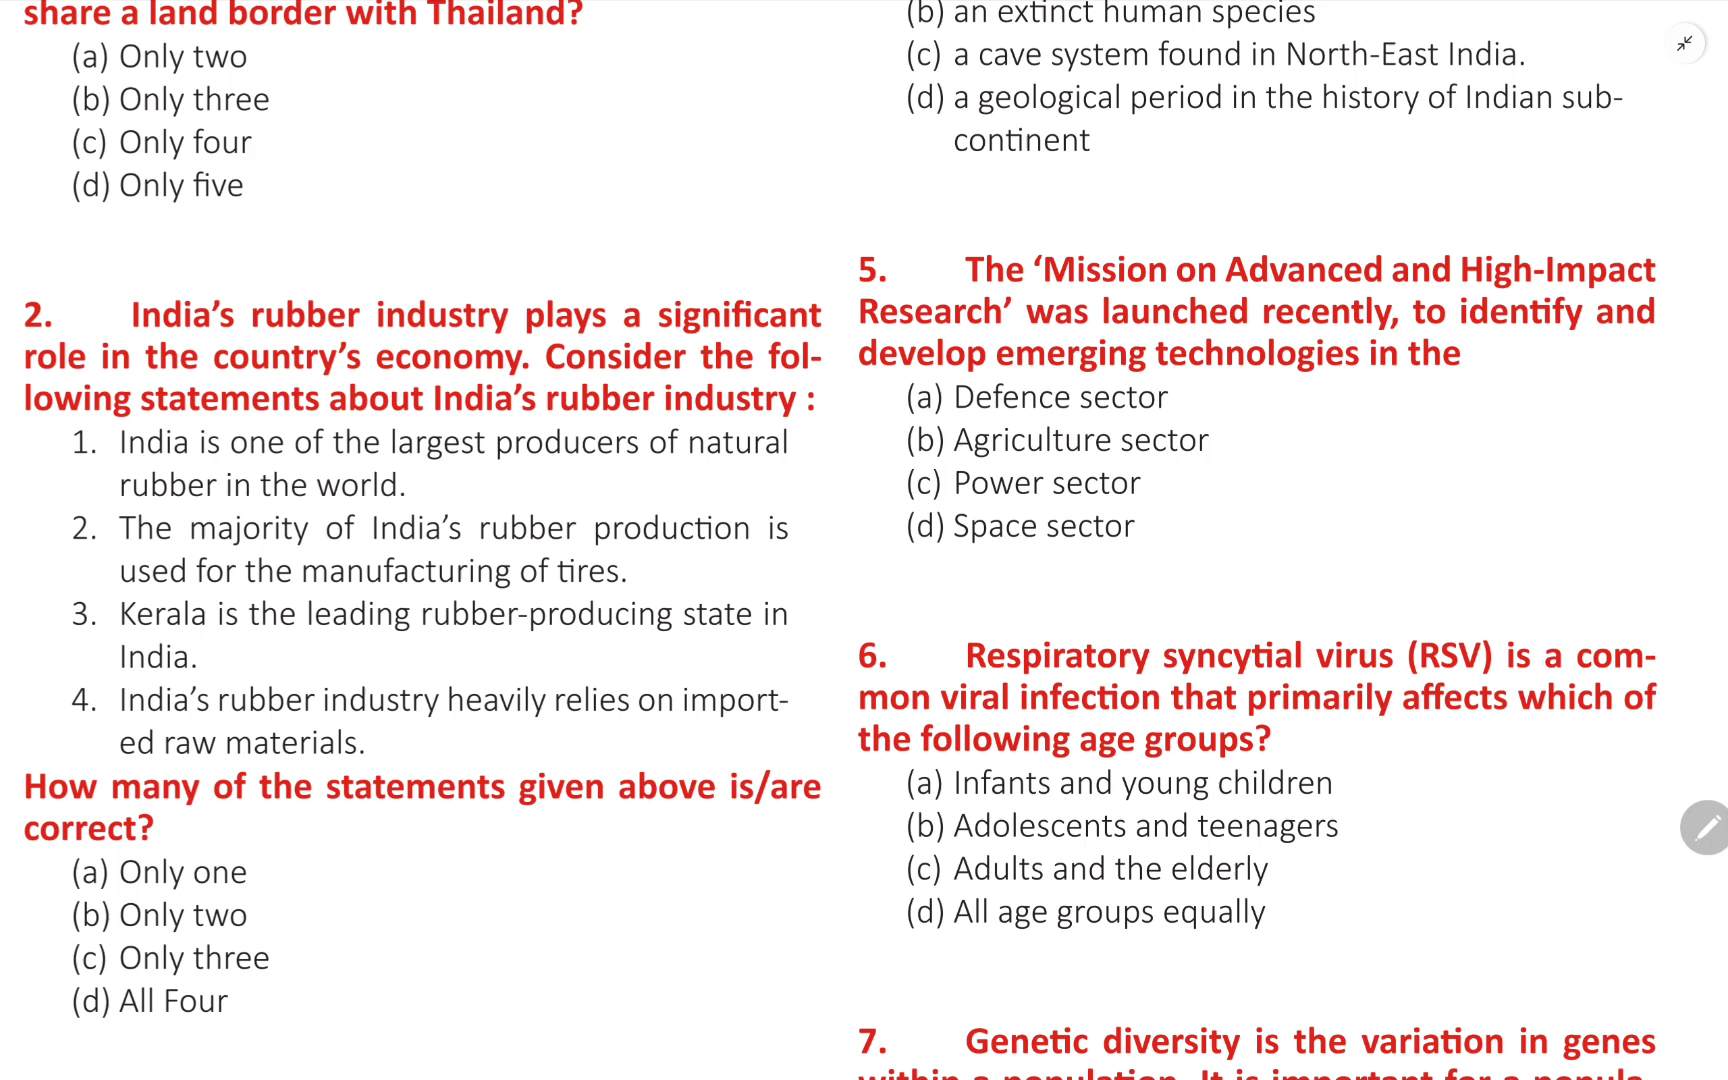 share a land border with Thailand?
(a) Only two
(b) Only three
(c) Only four
(d) Only five
2. India's rubber industry plays a significant
role in the country's economy. Consider the fol-
lowing statements about India's rubber industry :
1. India is one of the largest producers of natural
rubber in the world.
2. The majority of India's rubber production is
used for the manufacturing of tires.
3. Kerala is the leading rubber-producing state in
India.
4. India's rubber industry heavily relies on import-
ed raw materials.
How many of the statements given above is/are
correct?
(a) Only one
(b) Only two
(c) Only three
(d) All Four
(b) an extinct human species
(c) a cave system found in North-East India.
(d) a geological period in the history of Indian sub-
continent
5. The ‘Mission on Advanced and High-Impact
Research’ was launched recently, to identify and
develop emerging technologies in the
(a) Defence sector
(b) Agriculture sector
(c) Power sector
(d) Space sector
6. Respiratory syncytial virus (RSV) is a com-
mon viral infection that primarily affects which of
the following age groups?
(a) Infants and young children
(b) Adolescents and teenagers
(c) Adults and the elderly
(d) All age groups equally
7. Genetic diversity is the variation in genes
within a population. It is important for a popula-